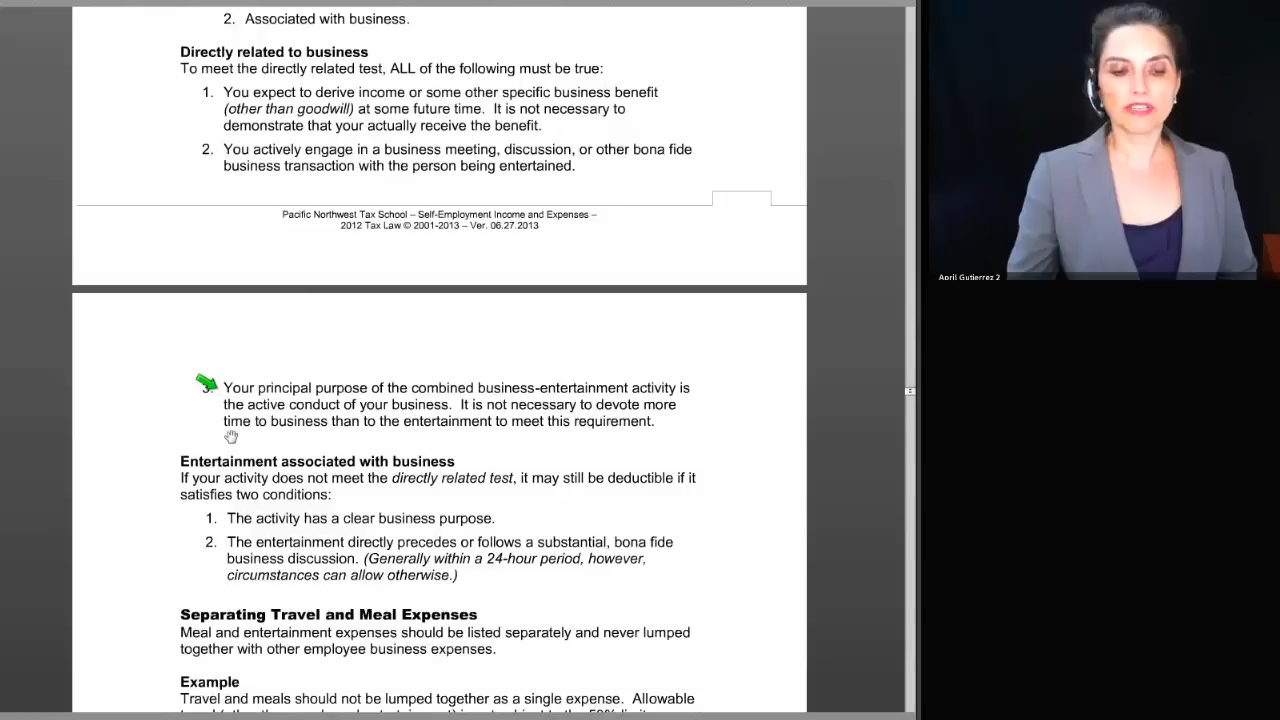 2. Associated with business.
Directly related to business
To meet the directly related test, ALL of the following must be true:
1. You expect to derive income or some other specific business benefit
(other than goodwill) at some future time. It is not necessary to
demonstrate that your actually receive the benefit.
2. You actively engage in a business meeting, discussion, or other bona fide
business transaction with the person being entertained.
Pacific Northwest Tax School – Self-Employment Income and Expenses –
2012 Tax Law © 2001-2013 – Ver. 06.27.2013
3. Your principal purpose of the combined business-entertainment activity is
the active conduct of your business. It is not necessary to devote more
time to business than to the entertainment to meet this requirement.
Entertainment associated with business
If your activity does not meet the directly related test, it may still be deductible if it
satisfies two conditions:
1. The activity has a clear business purpose.
2. The entertainment directly precedes or follows a substantial, bona fide
business discussion. (Generally within a 24-hour period, however,
circumstances can allow otherwise.)
Separating Travel and Meal Expenses
Meal and entertainment expenses should be listed separately and never lumped
together with other employee business expenses.
Example
Travel and meals should not be lumped together as a single expense. Allowable
April Gutierrez 2